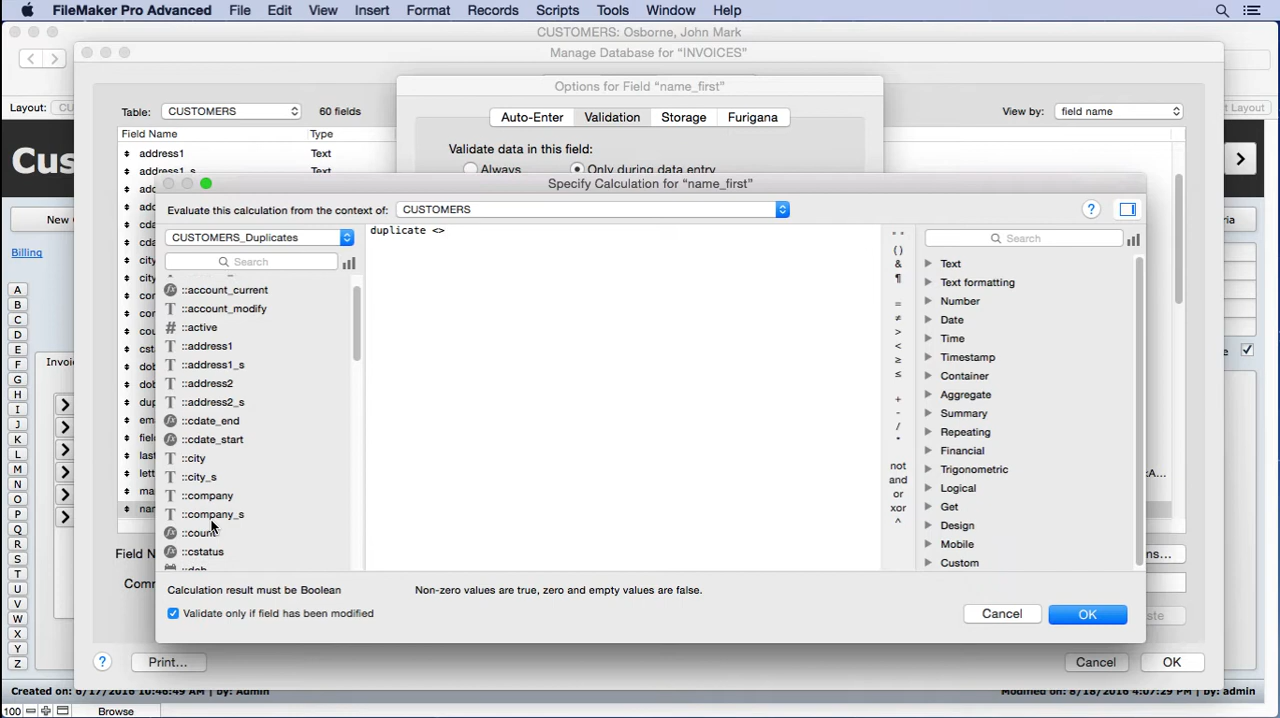 FileMaker Pro Advanced File Edit View Insert Format Records Scripts Tools Window Help
CUSTOMERS: Osborne, John Mark
Manage Database for “INVOICES”
Options for Field “name_first”
Layout:
Table: CUSTOMERS 60 fields
View by: field name
Auto-Enter Validation Storage Furigana
Field Name Type
Validate data in this field:
address1 Text
address1_s Text
Always Only during data entry
Cus
Specify Calculation for “name_first”
Evaluate this calculation from the context of: CUSTOMERS
?
New
CUSTOMERS_Duplicates
duplicate <>
Search
Search
Billing
::account_current
::account_modify
::active
::address1
::address1_s
::address2
::address2_s
::cdate_end
::cdate_start
::city
::city_s
::company
::company_s
::count
::cstatus
::dob
" "
( )
&
¶
=
≠
>
<
≥
≤
+
-
/
*
not
and
or
xor
^
Text
Text formatting
Number
Date
Time
Timestamp
Container
Aggregate
Summary
Repeating
Financial
Trigonometric
Logical
Get
Design
Mobile
Custom
A
B
C
D
E
F
G
H
I
J
K
L
M
N
O
P
Q
R
S
T
U
V
W
X
Y
Z
Invoic
Field N
Comm
Calculation result must be Boolean
Non-zero values are true, zero and empty values are false.
Validate only if field has been modified
Cancel OK
? Print... Cancel OK
Created on: 6/17/2016 10:46:49 AM | by: Admin
Modified on: 8/18/2016 4:07:29 PM | by: admin
100 Browse